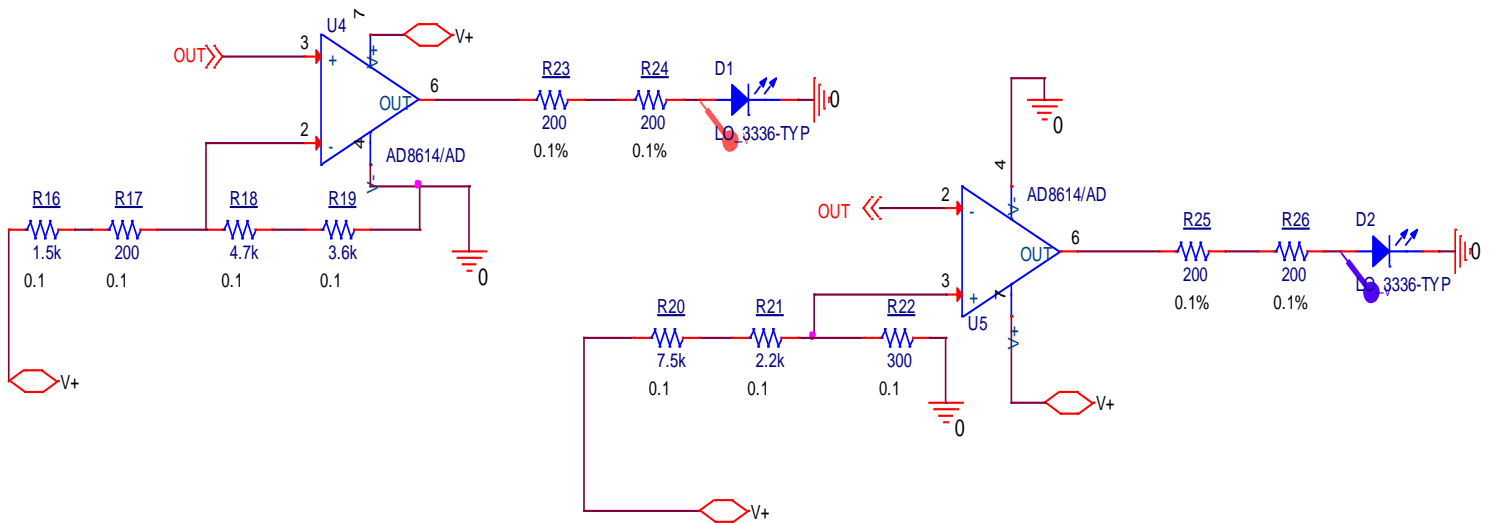 U4
7
V+
V+
OUT
3
+
R23
R24
D1
OUT
6
0
200
200
LO_3336-TYP
V
0.1%
0.1%
2
-
4
AD8614/AD
V-
0
R16
R17
R18
R19
1.5k
200
4.7k
3.6k
0.1
0.1
0.1
0.1
0
V+
4
AD8614/AD
V-
OUT
2
-
R25
R26
D2
OUT
6
0
200
200
LO_3336-TYP
V
0.1%
0.1%
3
+
7
U5
V+
R20
R21
R22
7.5k
2.2k
300
0.1
0.1
0.1
0
V+
V+